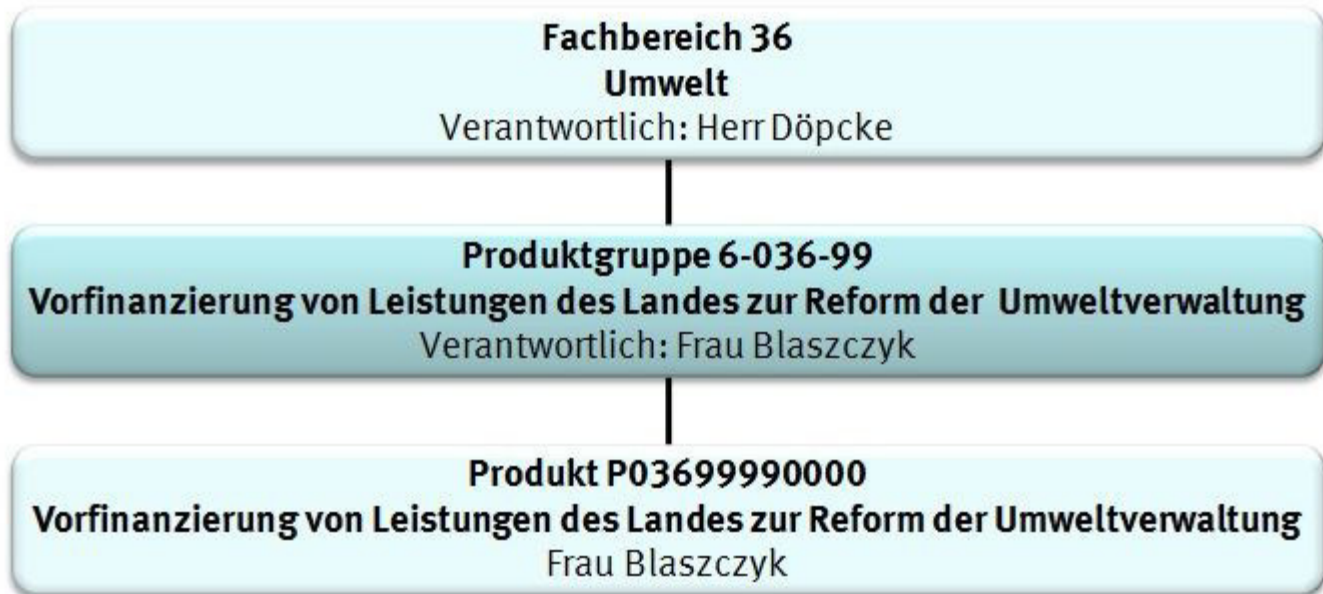 Fachbereich 36
Umwelt
Verantwortlich: Herr Döpcke
Produktgruppe 6-036-99
Vorfinanzierung von Leistungen des Landes zur Reform der Umweltverwaltung
Verantwortlich: Frau Blaszczyk
Produkt P03699990000
Vorfinanzierung von Leistungen des Landes zur Reform der Umweltverwaltung
Frau Blaszczyk